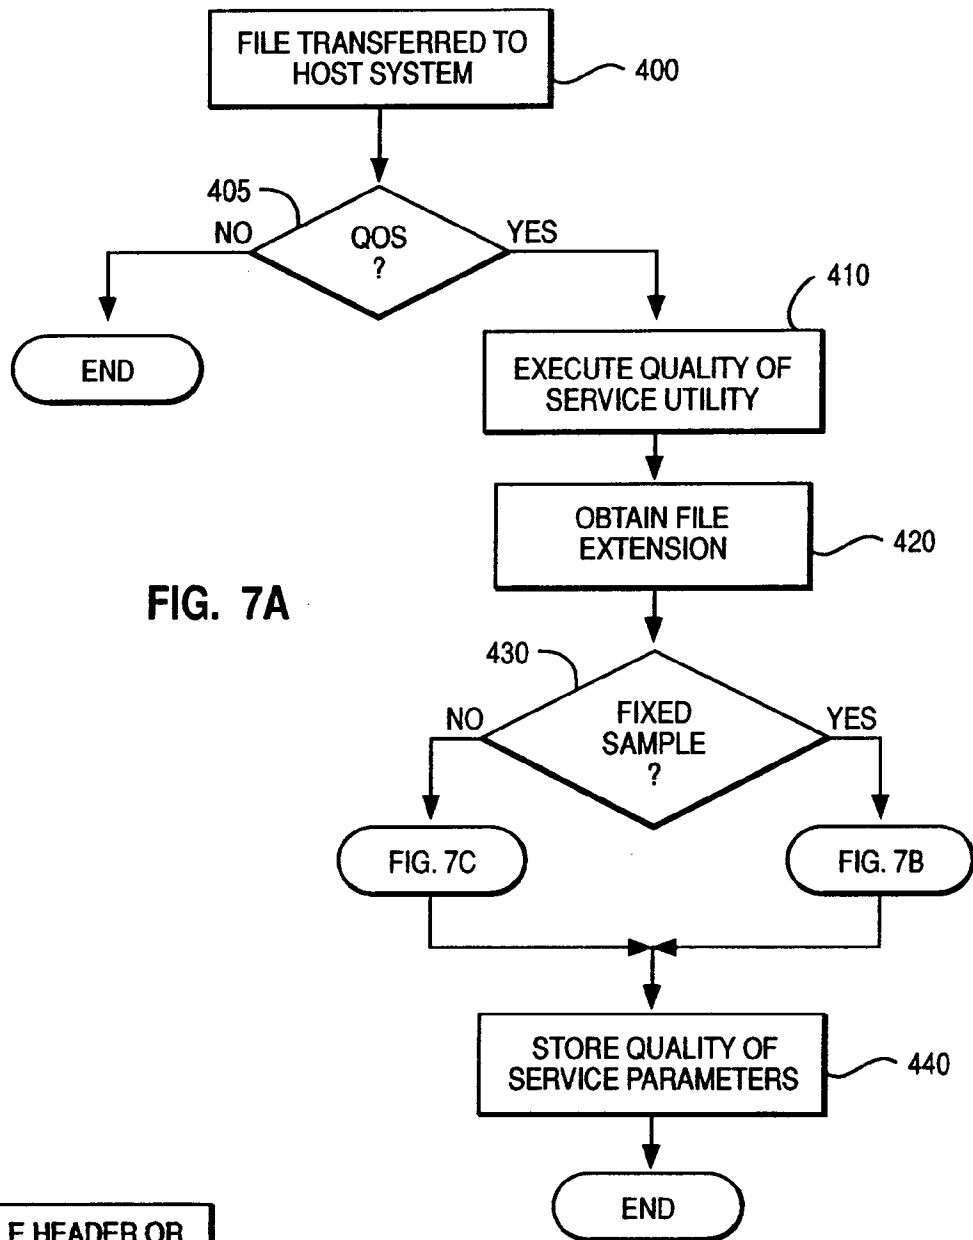 FILE TRANSFERRED TO
HOST SYSTEM
400
405
NO
QOS
?
YES
410
END
EXECUTE QUALITY OF
SERVICE UTILITY
OBTAIN FILE
EXTENSION
420
FIG. 7A
430
NO
FIXED
SAMPLE
?
YES
FIG. 7C
FIG. 7B
STORE QUALITY OF
SERVICE PARAMETERS
440
END
HEADER OR